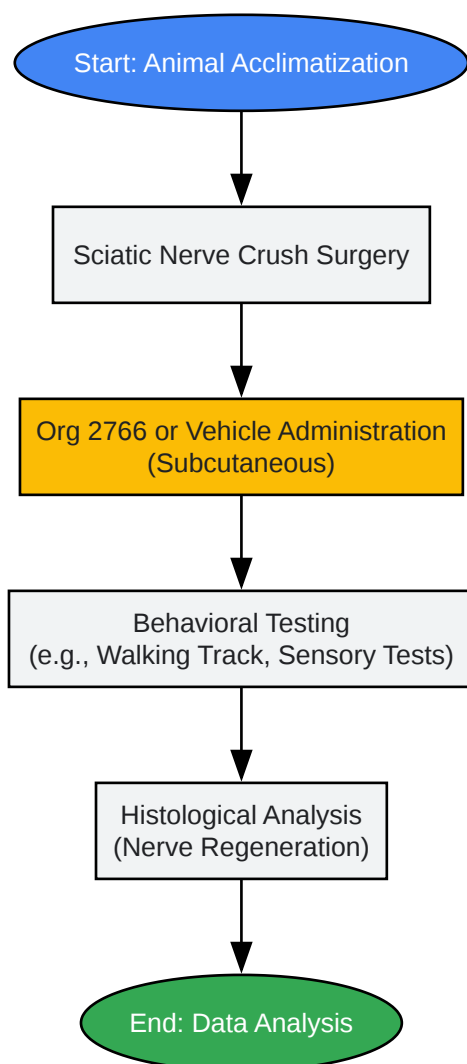 Start: Animal Acclimatization
Sciatic Nerve Crush Surgery
Org 2766 or Vehicle Administration
(Subcutaneous)
Behavioral Testing
(e.g., Walking Track, Sensory Tests)
Histological Analysis
(Nerve Regeneration)
End: Data Analysis